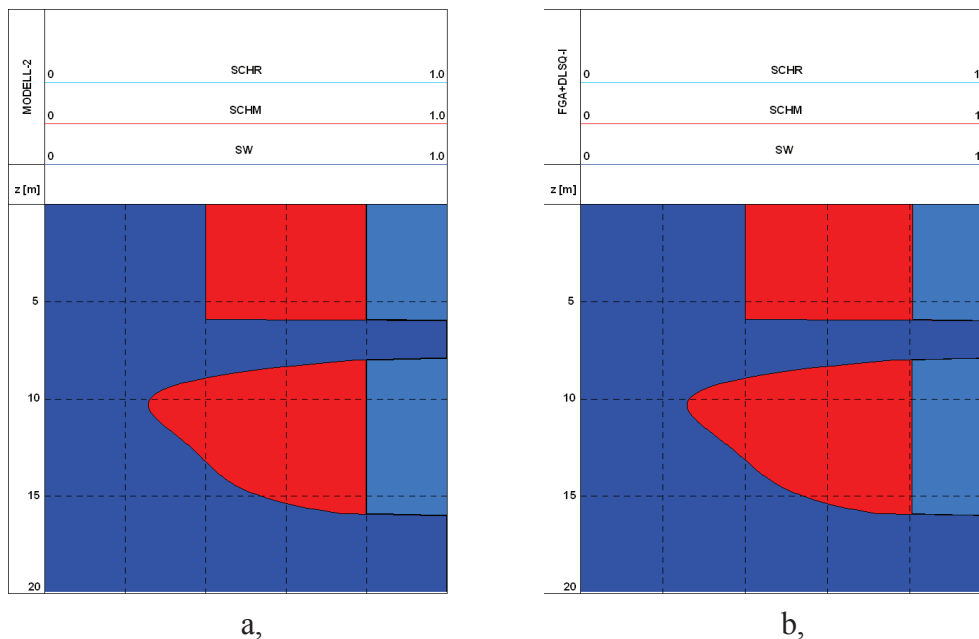 MODELL-2
0 SCHR 1.0
0 SCHM 1.0
0 SW 1.0
z [m]
5
10
15
20
a,
FGA+DLSQ-I
0 SCHR 1
0 SCHM 1
0 SW 1
z [m]
5
10
15
20
b,